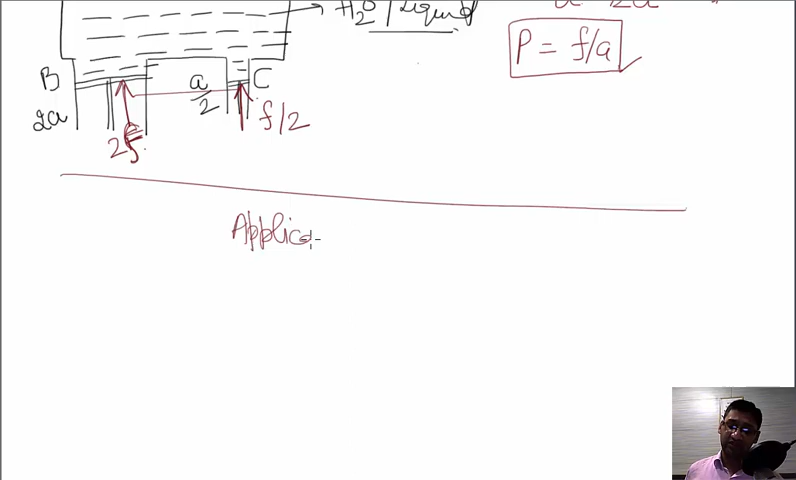 H₂O / Liquid
P = f/a
B
a/2
C
2a
f/2
2f
Applica